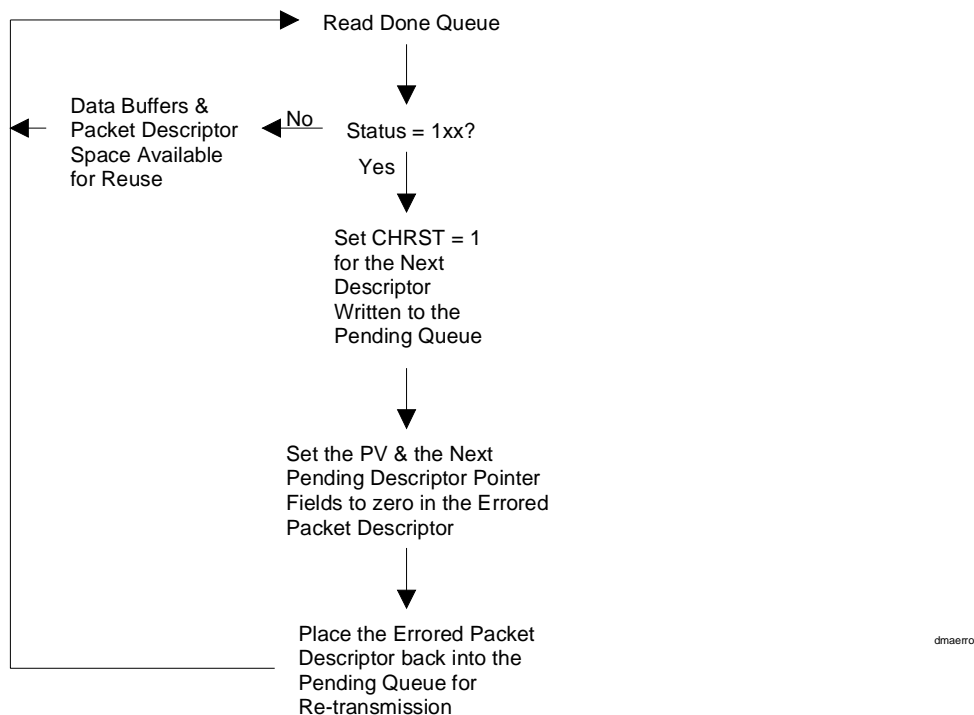 Read Done Queue
Data Buffers &
Packet Descriptor
Space Available
for Reuse
No
Status = 1xx?
Yes
Set CHRST = 1
for the Next
Descriptor
Written to the
Pending Queue
Set the PV & the Next
Pending Descriptor Pointer
Fields to zero in the Errored
Packet Descriptor
Place the Errored Packet
Descriptor back into the
Pending Queue for
Re-transmission
dmaerro